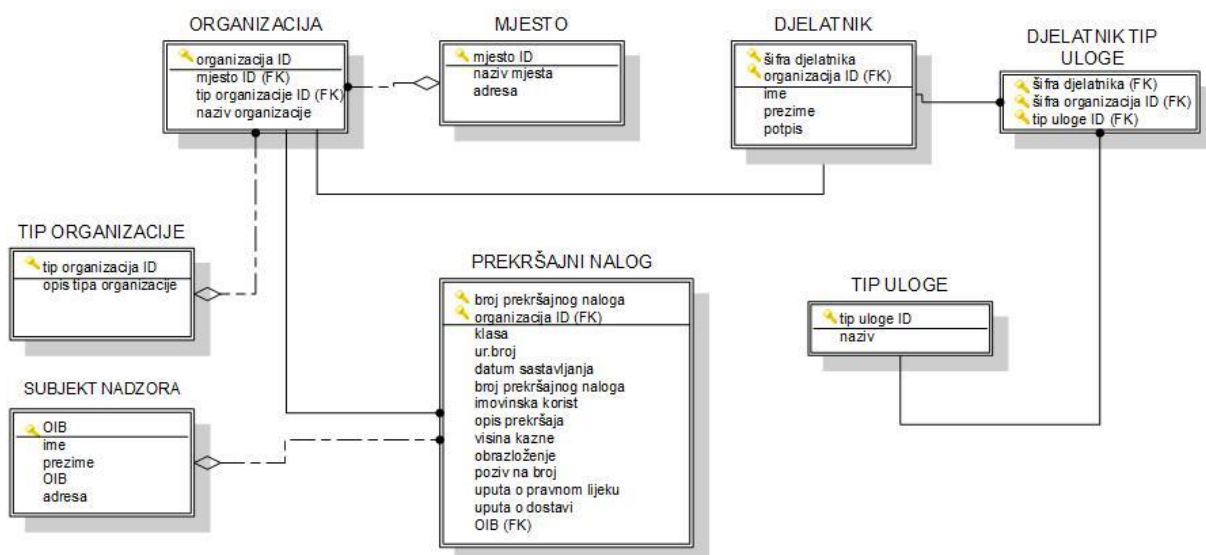 ORGANIZACIJA
organizacija ID
mjesto ID (FK)
tip organizacije ID (FK)
naziv organizacije
MJESTO
mjesto ID
naziv mjesta
adresa
DJELATNIK
šifra djelatnika
organizacija ID (FK)
ime
prezime
potpis
DJELATNIK TIP
ULOGE
šifra djelatnika (FK)
šifra organizacija ID (FK)
tip uloge ID (FK)
TIP ORGANIZACIJE
tip organizacija ID
opis tipa organizacije
PREKRŠAJNI NALOG
broj prekršajnog naloga
organizacija ID (FK)
klasa
ur.broj
datum sastavljanja
broj prekršajnog naloga
imovinska korist
opis prekršaja
visina kazne
obrazloženje
poziv na broj
uputa o pravnom lijeku
uputa o dostavi
OIB (FK)
TIP ULOGE
tip uloge ID
naziv
SUBJEKT NADZORA
OIB
ime
prezime
OIB
adresa